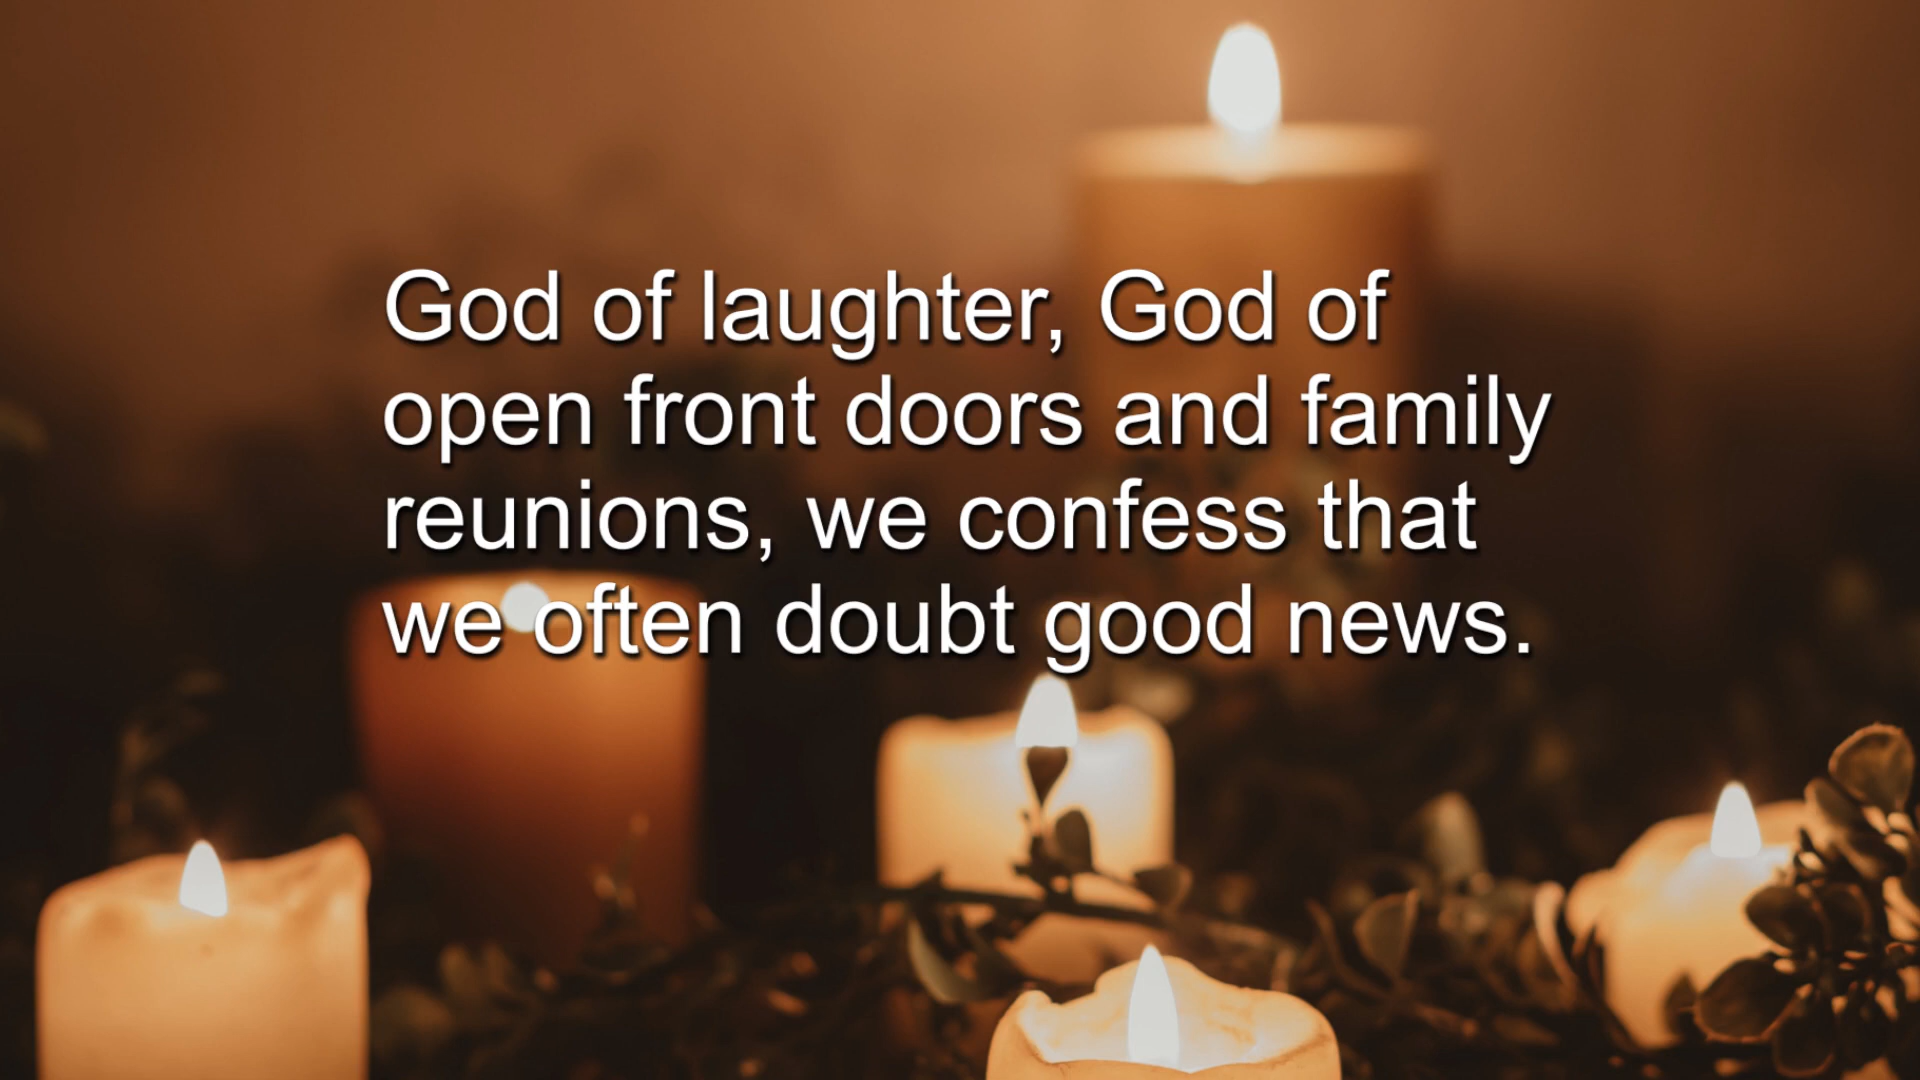 God of laughter, God of
open front doors and family
reunions, we confess that
we often doubt good news.